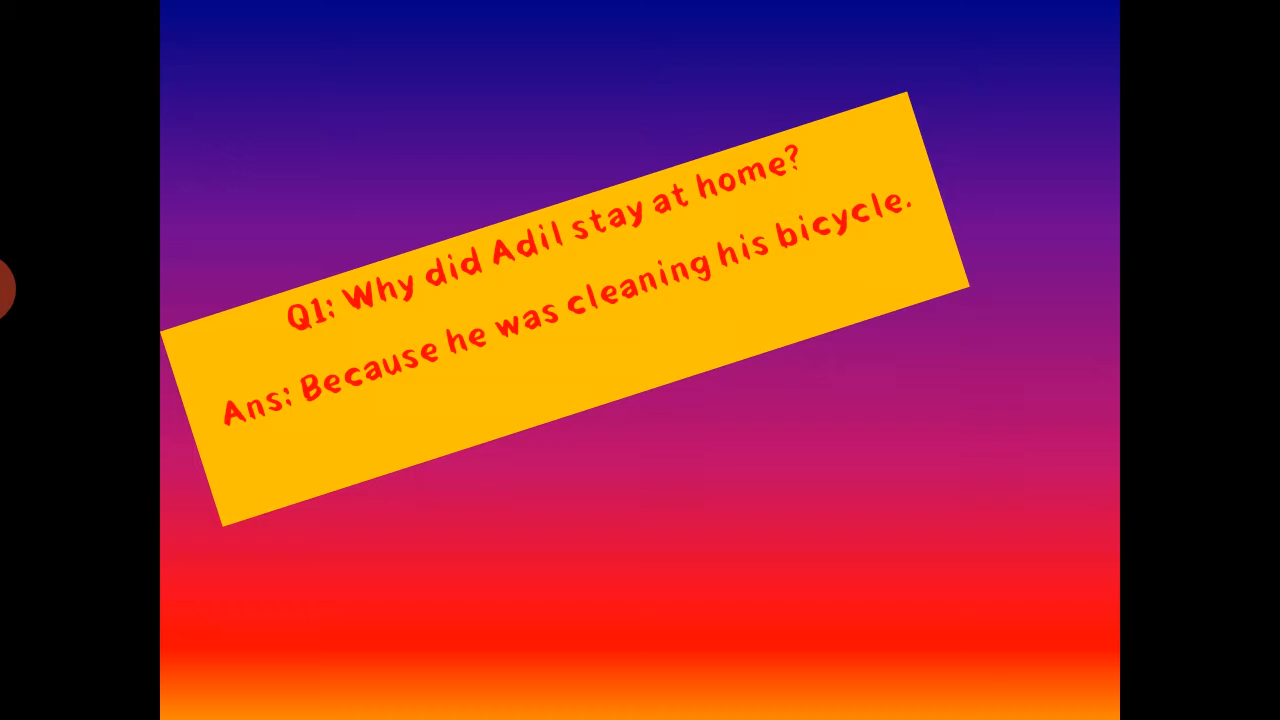 Q1; Why did Adil stay at home?
Ans; Because he was cleaning his bicycle.